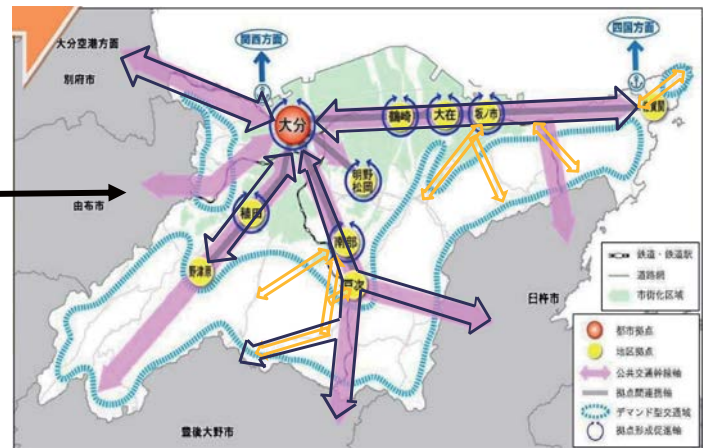 大分空港方面
別府市
関西方面
四国方面
大分
鶴崎
大在
坂ノ市
佐賀関
明野
松岡
由布市
稙田
南部
野津原
戸次
臼杵市
豊後大野市
鉄道・鉄道駅
道路網
市街化区域
都市拠点
地区拠点
公共交通幹線軸
拠点間連携軸
デマンド型交通域
拠点形成促進軸